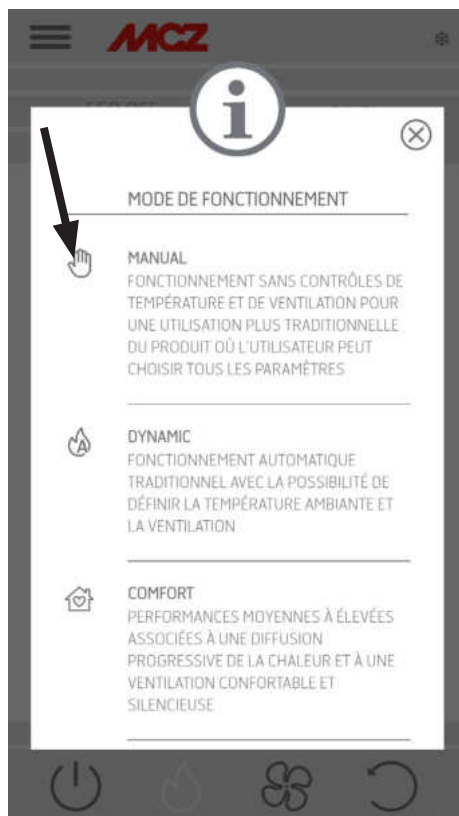 MCZ
MODE DE FONCTIONNEMENT
MANUAL
FONCTIONNEMENT SANS CONTRÔLES DE
TEMPÉRATURE ET DE VENTILATION POUR
UNE UTILISATION PLUS TRADITIONNELLE
DU PRODUIT OÙ L'UTILISATEUR PEUT
CHOISIR TOUS LES PARAMÈTRES
DYNAMIC
FONCTIONNEMENT AUTOMATIQUE
TRADITIONNEL AVEC LA POSSIBILITÉ DE
DÉFINIR LA TEMPÉRATURE AMBIANTE ET
LA VENTILATION
COMFORT
PERFORMANCES MOYENNES À ÉLEVÉES
ASSOCIÉES À UNE DIFFUSION
PROGRESSIVE DE LA CHALEUR ET À UNE
VENTILATION CONFORTABLE ET
SILENCIEUSE